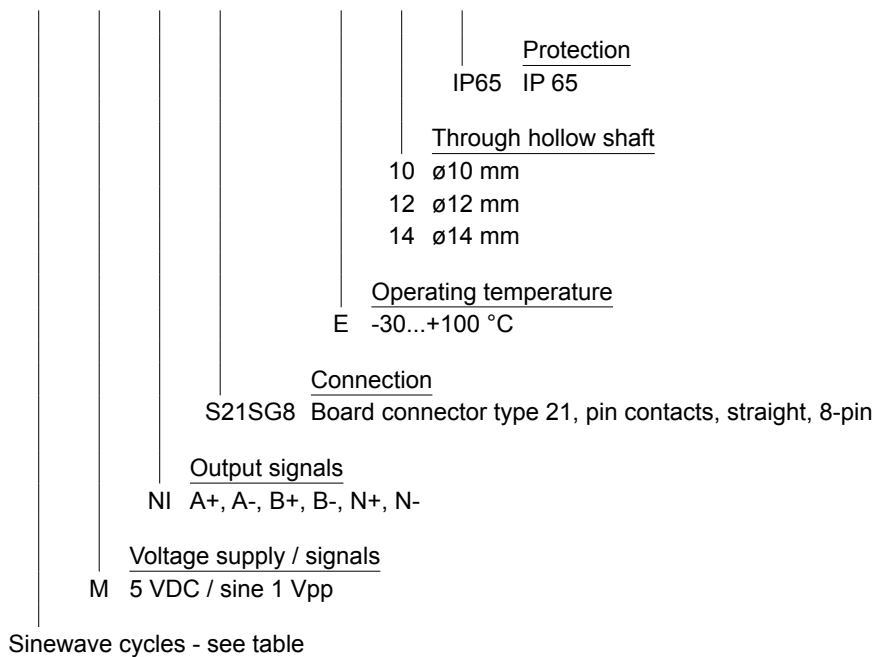 Protection
IP65 IP 65
Through hollow shaft
10 ø10 mm
12 ø12 mm
14 ø14 mm
Operating temperature
E -30...+100 °C
Connection
S21SG8 Board connector type 21, pin contacts, straight, 8-pin
Output signals
NI A+, A-, B+, B-, N+, N-
Voltage supply / signals
M 5 VDC / sine 1 Vpp
Sinewave cycles - see table